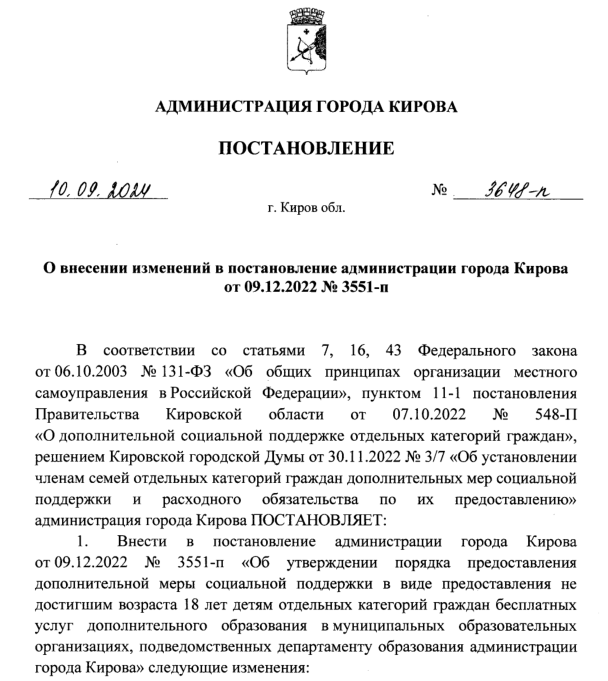 АДМИНИСТРАЦИЯ ГОРОДА КИРОВА
ПОСТАНОВЛЕНИЕ
10.09.2024 № 3648-п
г. Киров обл.
О внесении изменений в постановление администрации города Кирова
от 09.12.2022 № 3551-п
В соответствии со статьями 7, 16, 43 Федерального закона
от 06.10.2003 № 131-ФЗ «Об общих принципах организации местного
самоуправления в Российской Федерации», пунктом 11-1 постановления
Правительства Кировской области от 07.10.2022 № 548-П
«О дополнительной социальной поддержке отдельных категорий граждан»,
решением Кировской городской Думы от 30.11.2022 № 3/7 «Об установлении
членам семей отдельных категорий граждан дополнительных мер социальной
поддержки и расходного обязательства по их предоставлению»
администрация города Кирова ПОСТАНОВЛЯЕТ:
1. Внести в постановление администрации города Кирова
от 09.12.2022 № 3551-п «Об утверждении порядка предоставления
дополнительной меры социальной поддержки в виде предоставления не
достигшим возраста 18 лет детям отдельных категорий граждан бесплатных
услуг дополнительного образования в муниципальных образовательных
организациях, подведомственных департаменту образования администрации
города Кирова» следующие изменения: